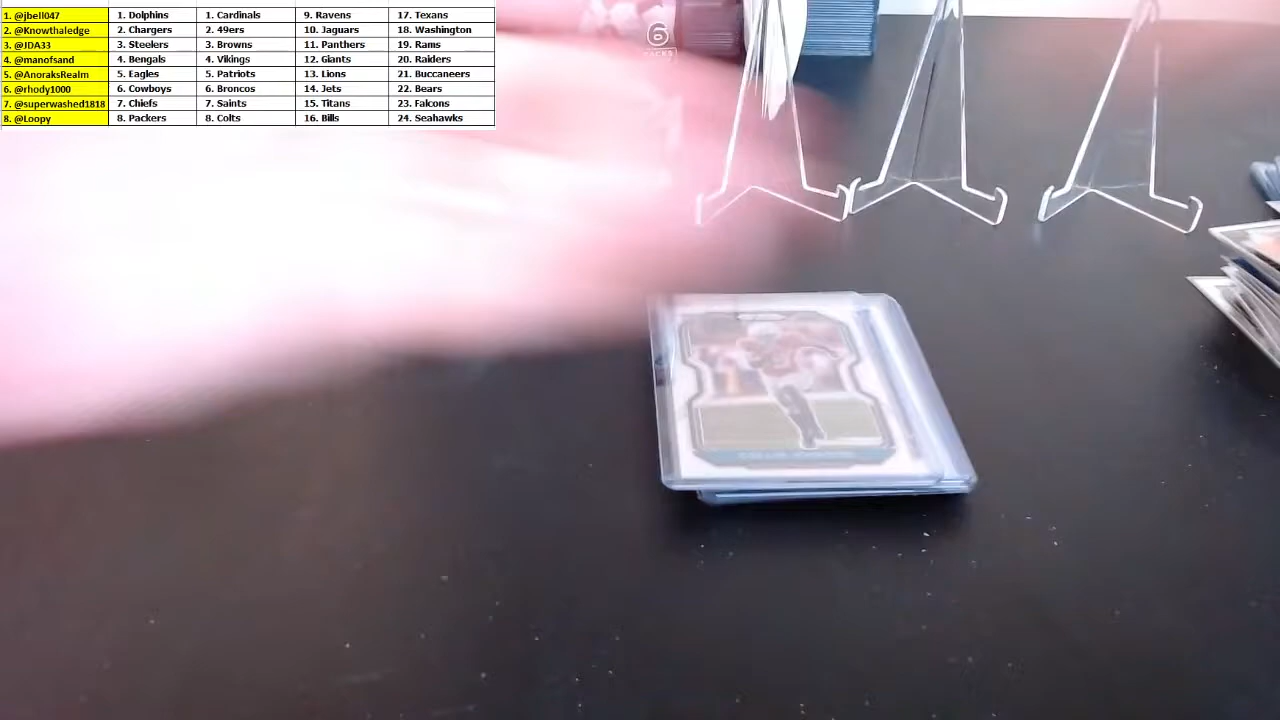 1. @jbell047 1. Dolphins 1. Cardinals 9. Ravens 17. Texans
2. @Knowthaledge 2. Chargers 2. 49ers 10. Jaguars 18. Washington
3. @JDA33 3. Steelers 3. Browns 11. Panthers 19. Rams
4. @manofsand 4. Bengals 4. Vikings 12. Giants 20. Raiders
5. @AnoraksRealm 5. Eagles 5. Patriots 13. Lions 21. Buccaneers
6. @rhody1000 6. Cowboys 6. Broncos 14. Jets 22. Bears
7. @superwashed1818 7. Chiefs 7. Saints 15. Titans 23. Falcons
8. @Loopy 8. Packers 8. Colts 16. Bills 24. Seahawks
6
PACKS